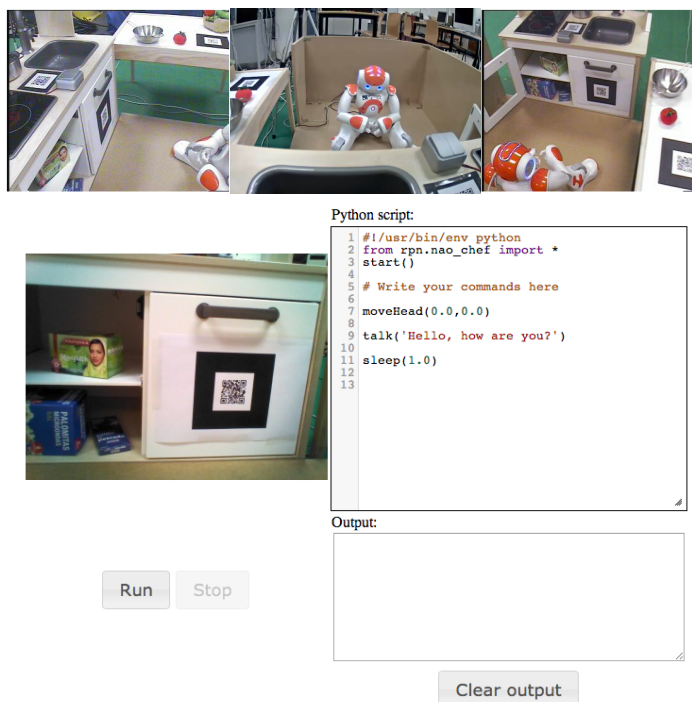 Python script:
1 #!/usr/bin/env python
2 from rpn.nao_chef import *
3 start()
4
5 # Write your commands here
6
7 moveHead(0.0,0.0)
8
9 talk('Hello, how are you?')
10
11 sleep(1.0)
12
13
PALOMITAS
MICROONDAS
Output:
Run
Stop
Clear output